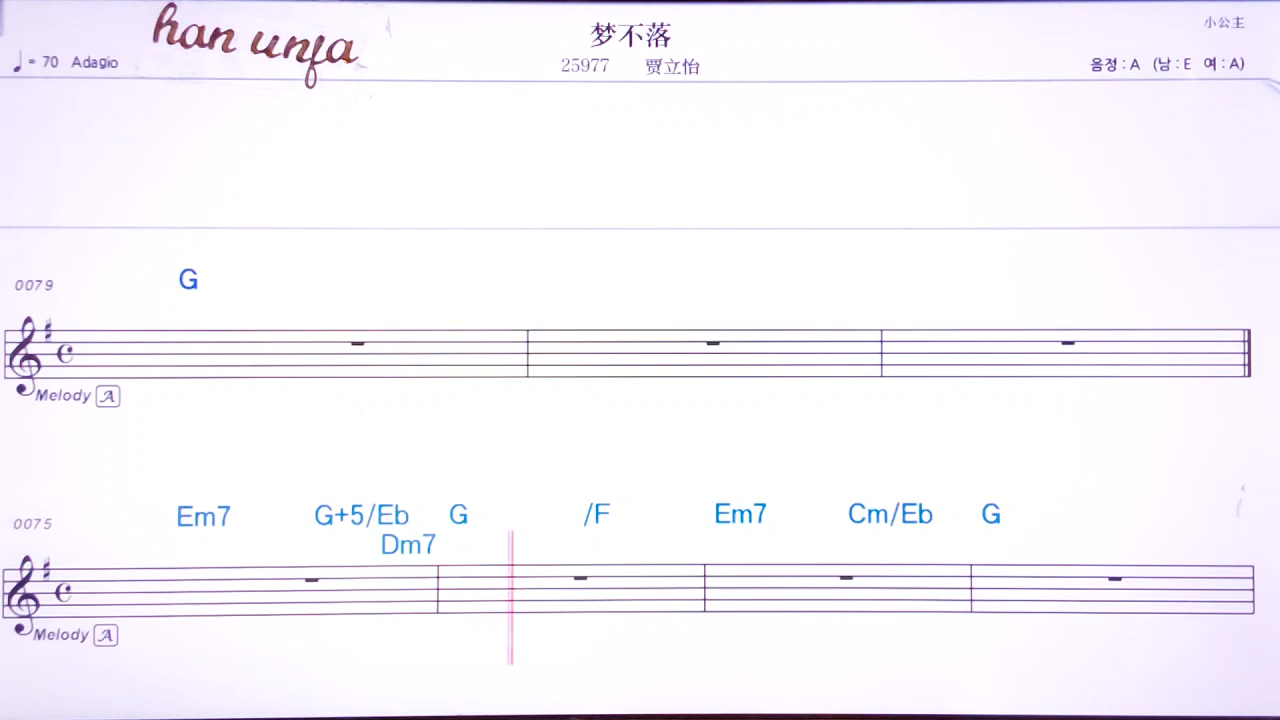 han unfa
梦不落
小公主
♩= 70 Adagio
25977 贾立怡
음정 : A (남 : E 여 : A)
0079
G
Melody A
0075
Em7 G+5/Eb G /F Em7 Cm/Eb G
Dm7
Melody A